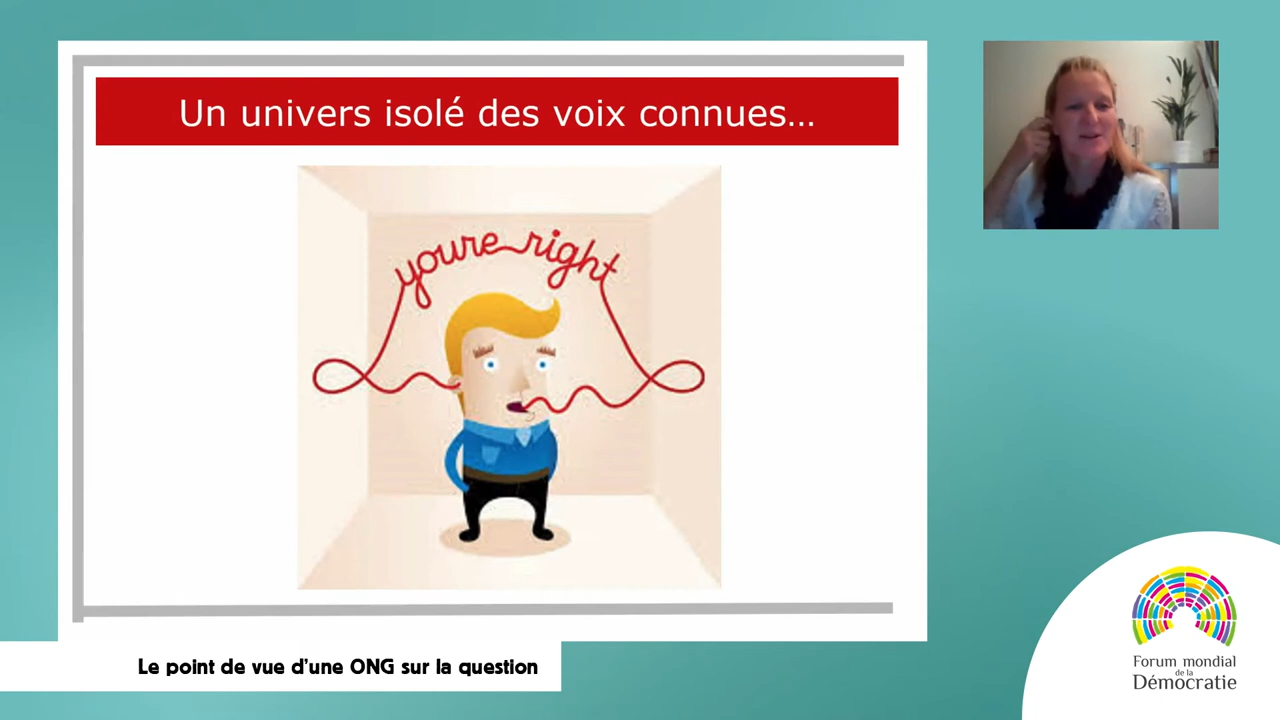 Un univers isolé des voix connues...
youre right
Le point de vue d'une ONG sur la question
Forum mondial
de la
Démocratie